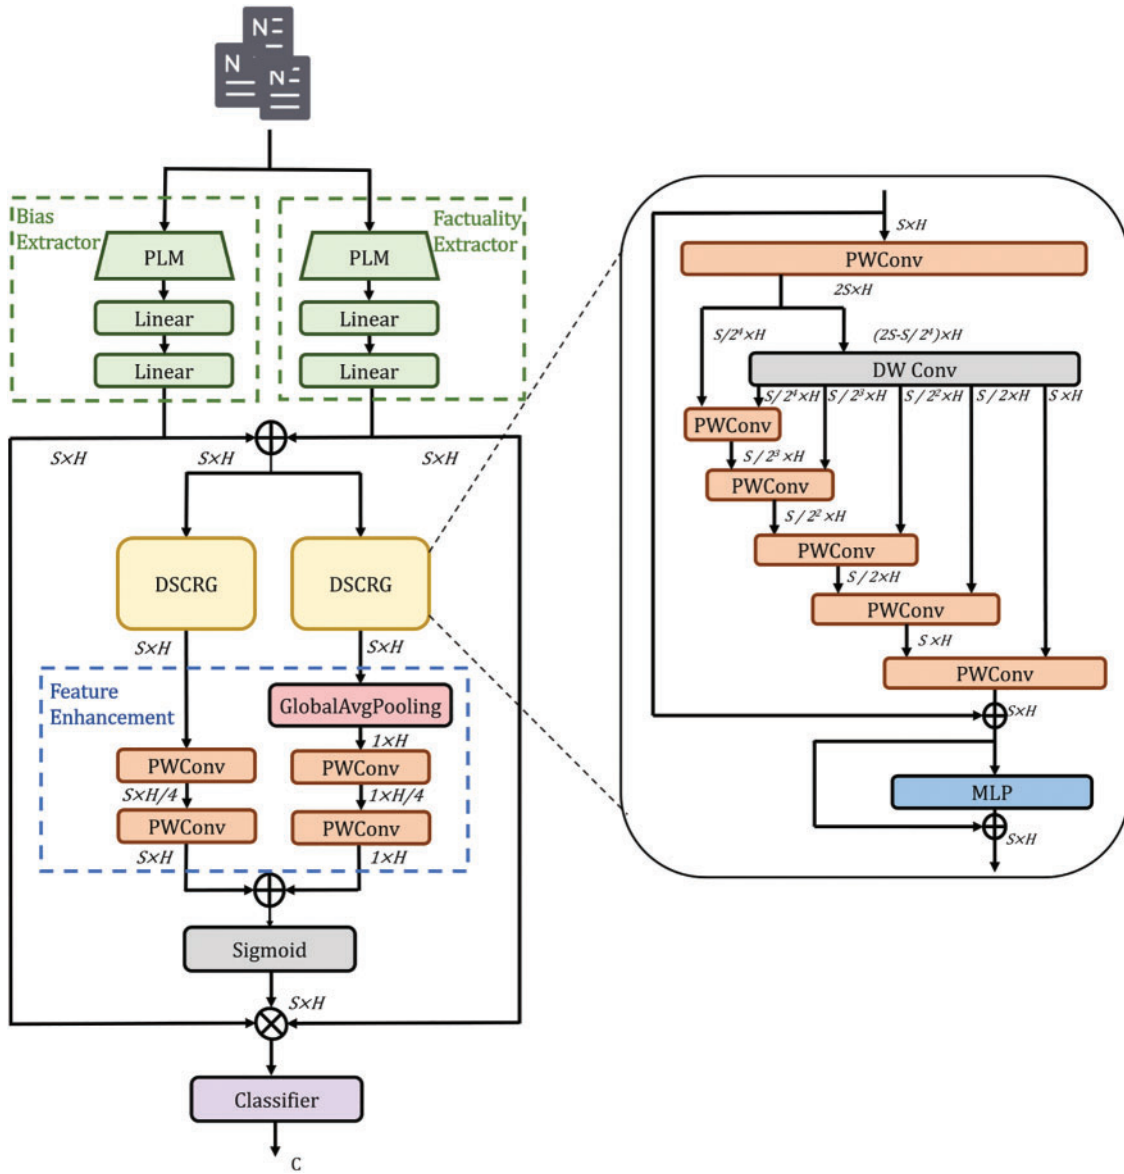 N
N
N
Bias
Extractor
Factuality
Extractor
PLM
PLM
Linear
Linear
Linear
Linear
S×H
S×H
S×H
DSCRG
DSCRG
S×H
S×H
Feature
Enhancement
GlobalAvgPooling
1×H
PWConv
PWConv
S×H/4
1×H/4
PWConv
PWConv
S×H
1×H
Sigmoid
S×H
Classifier
C
S×H
PWConv
2S×H
S/2⁴×H
(2S-S/2⁴)×H
DW Conv
S/2⁴×H
S/2³×H
S/2²×H
S/2×H
S×H
PWConv
S/2³×H
PWConv
S/2²×H
PWConv
S/2×H
PWConv
S×H
PWConv
S×H
MLP
S×H